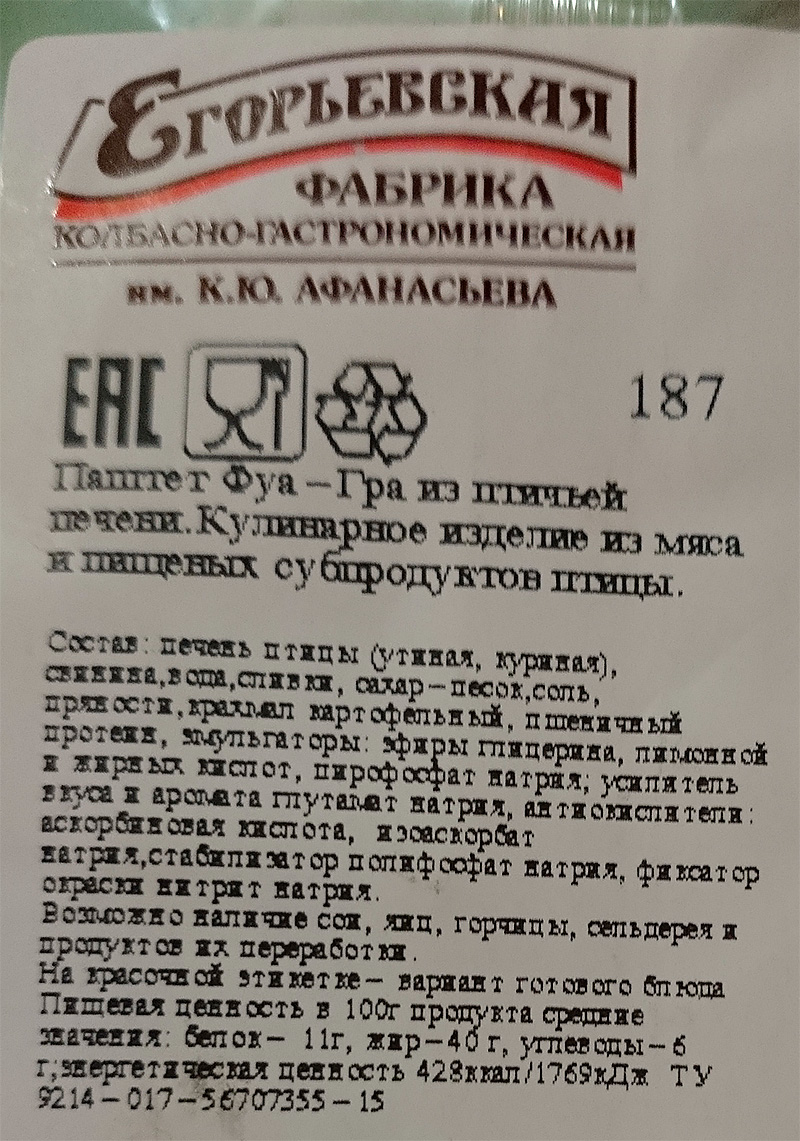 ЕГОРЬЕВСКАЯ
ФАБРИКА
КОЛБАСНО-ГАСТРОНОМИЧЕСКАЯ
им. К.Ю. АФАНАСЬЕВА
EAC
187
Паштет Фуа-Гра из птичьей
печени.Кулинарное изделие из мяса
и пищеных субпродуктов птицы.
Состав: печень птицы (утиная, куриная),
свинина,вода,сливки, сахар-песок,соль,
пряности,крахмал картофельный, пшеничный
протеин, эмульгаторы: эфиры глицерина, лимонной
и жирных кислот, пирофосфат натрия; усилитель
вкуса и аромата глутамат натрия, антиокислители:
аскорбиновая кислота, изоаскорбат
натрия,стабилизатор полифосфат натрия, фиксатор
окраски нитрит натрия.
Возможно наличие сои, яиц, горчицы, сельдерея и
продуктов их переработки.
На красочной этикетке- вариант готового блюда
Пищевая ценность в 100г продукта средние
значения: белок- 11г, жир-40 г, углеводы-6
г;энергетическая ценность 428ккал/1769кДж ТУ
9214-017-56707355-15